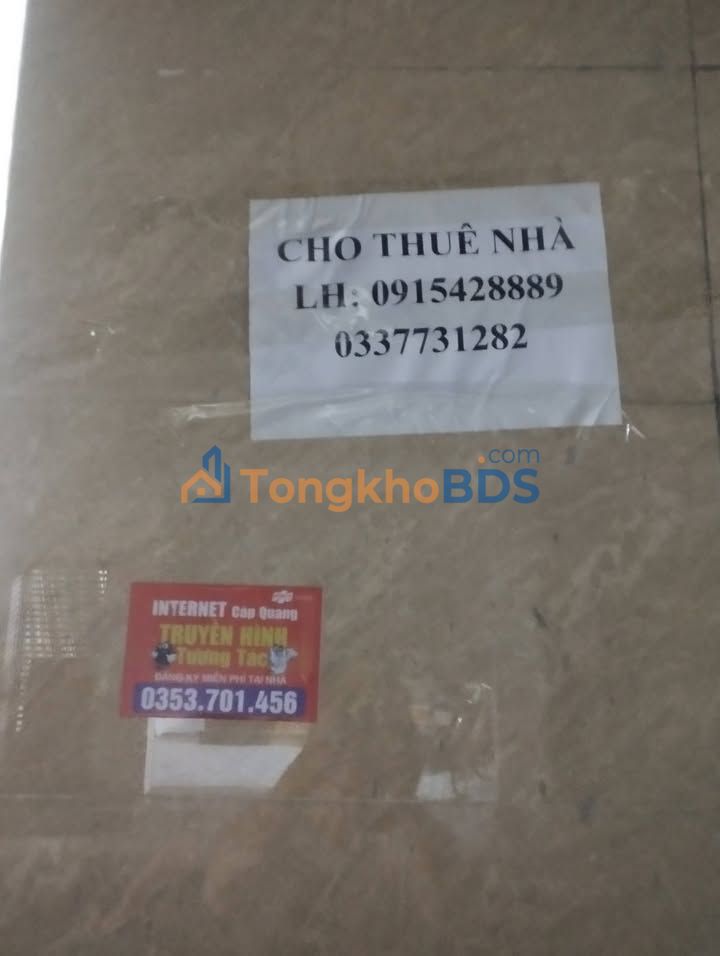 CHO THUÊ NHÀ
LH: 0915428889
0337731282
TongkhoBDS.com
INTERNET Cáp Quang
TRUYỀN HÌNH
Tương Tác
ĐĂNG KÝ MIỄN PHÍ TẠI NHÀ
0353.701.456